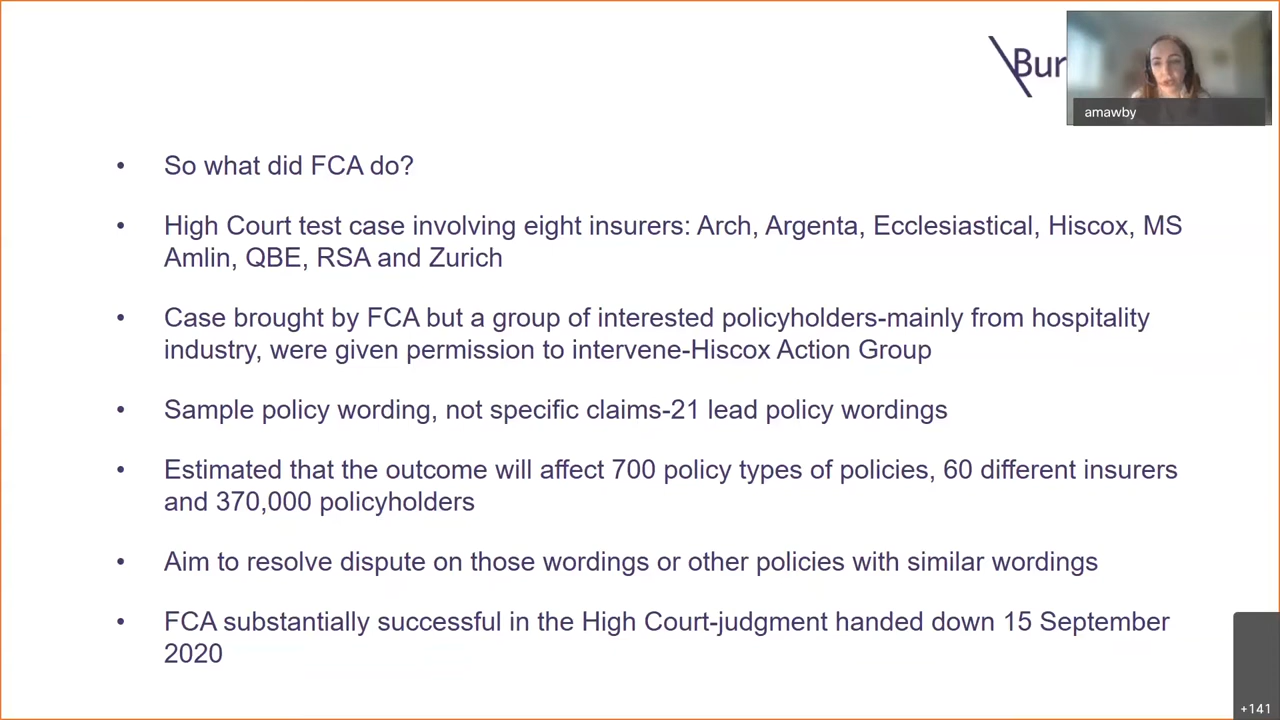 Bur
amawby
• So what did FCA do?
• High Court test case involving eight insurers: Arch, Argenta, Ecclesiastical, Hiscox, MS
Amlin, QBE, RSA and Zurich
• Case brought by FCA but a group of interested policyholders-mainly from hospitality
industry, were given permission to intervene-Hiscox Action Group
• Sample policy wording, not specific claims-21 lead policy wordings
• Estimated that the outcome will affect 700 policy types of policies, 60 different insurers
and 370,000 policyholders
• Aim to resolve dispute on those wordings or other policies with similar wordings
• FCA substantially successful in the High Court-judgment handed down 15 September
2020
+141